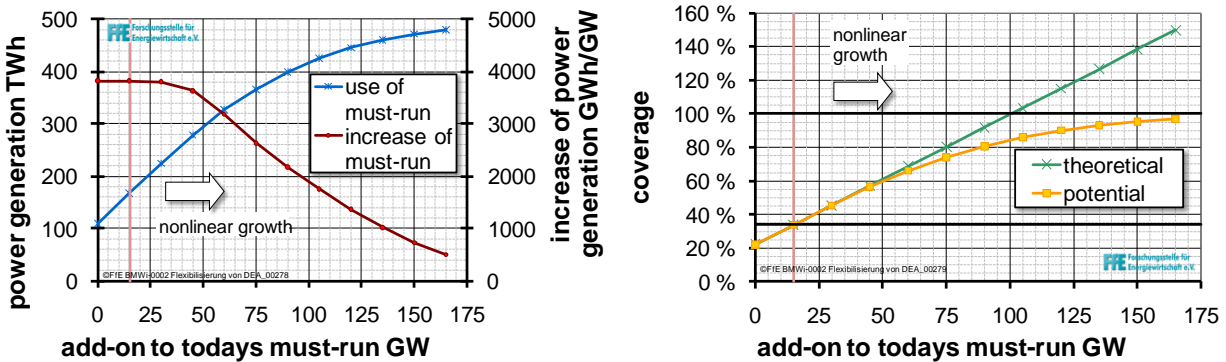 FfE Forschungsstelle für
Energiewirtschaft e.V.
power generation TWh
500
400
300
200
100
0
5000
4000
3000
2000
1000
0
increase of power
generation GWh/GW
use of
must-run
increase of
must-run
nonlinear growth
©FfE BMWi-0002 Flexibilisierung von DEA_00278
0 25 50 75 100 125 150 175
add-on to todays must-run GW
coverage
160 %
140 %
120 %
100 %
80 %
60 %
40 %
20 %
0 %
nonlinear
growth
theoretical
potential
©FfE BMWi-0002 Flexibilisierung von DEA_00279
FfE Forschungsstelle für
Energiewirtschaft e.V.
0 25 50 75 100 125 150 175
add-on to todays must-run GW